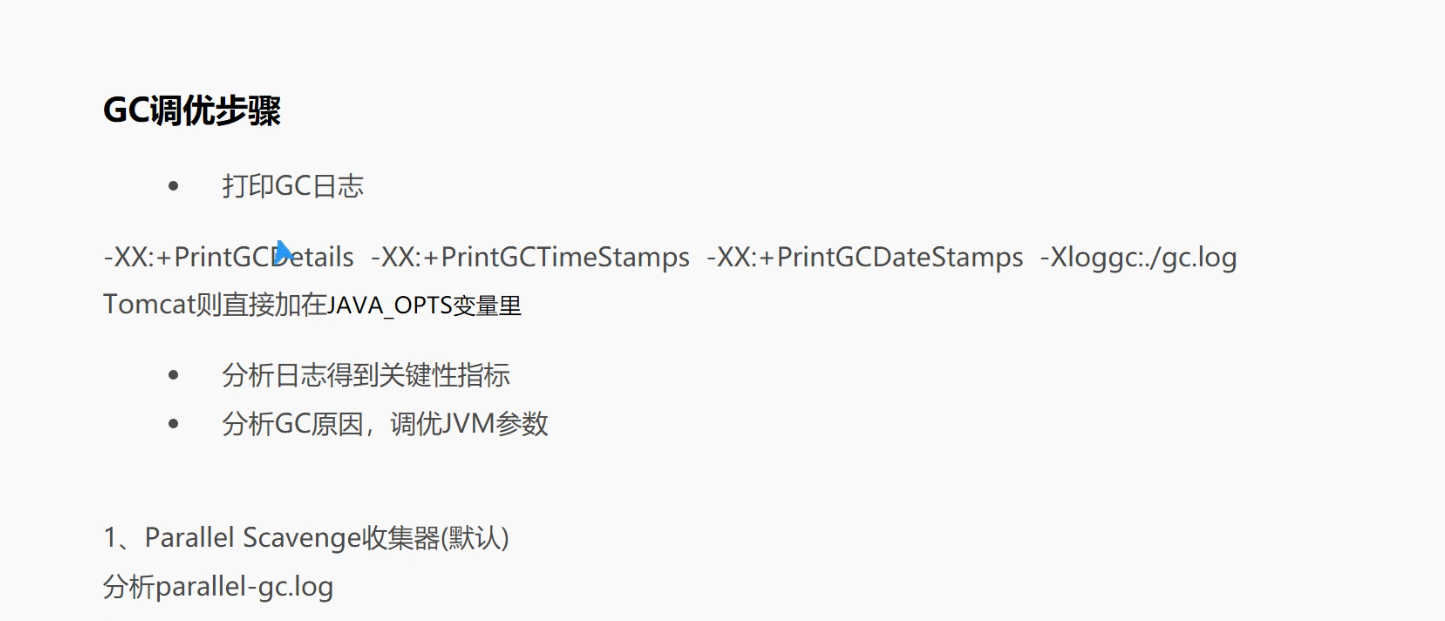 GC调优步骤
• 打印GC日志
-XX:+PrintGCDetails -XX:+PrintGCTimeStamps -XX:+PrintGCDateStamps -Xloggc:./gc.log
Tomcat则直接加在JAVA_OPTS变量里
• 分析日志得到关键性指标
• 分析GC原因，调优JVM参数
1、Parallel Scavenge收集器(默认)
分析parallel-gc.log